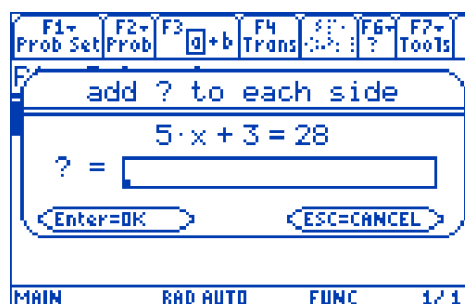 F1 F2 F3 F4 F6 F7
Prob Set Prob a+b Trans ? Tools
add ? to each side
5·x + 3 = 28
? =
Enter=OK ESC=CANCEL
MAIN RAD AUTO FUNC 1/1